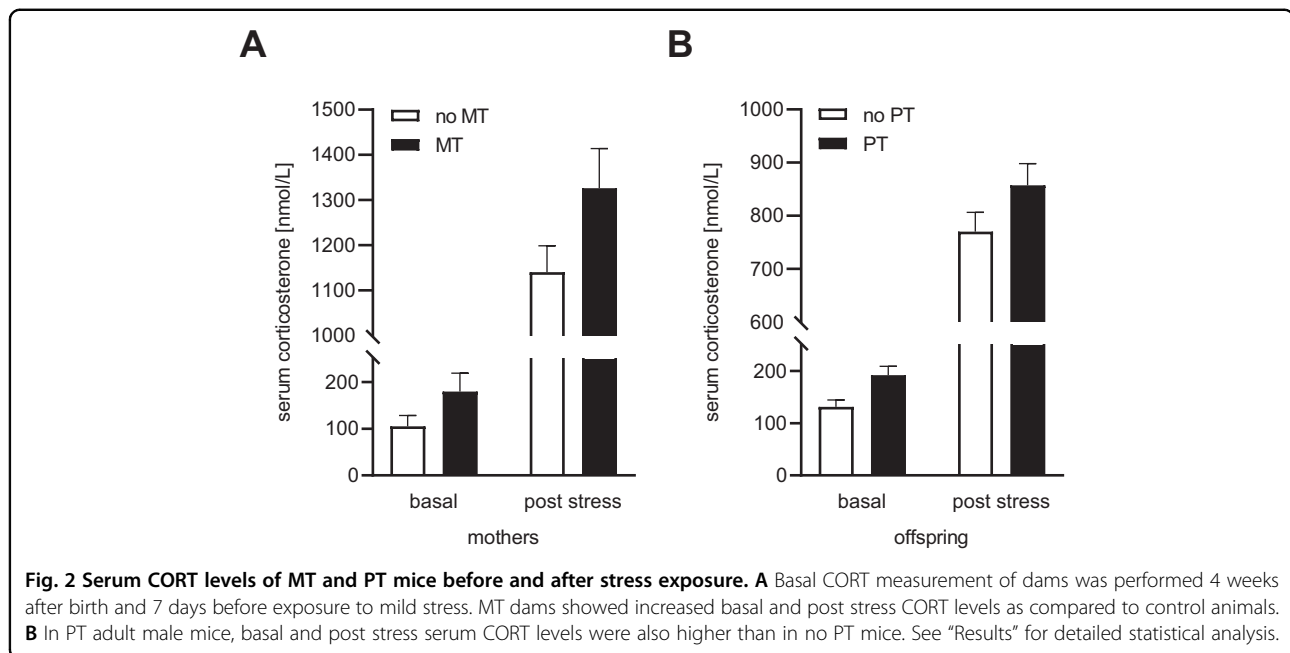 A
B
1500
1400
1300
1200
1100
1000
200
100
0
serum corticosterone [nmol/L]
no MT
MT
basal
post stress
mothers
1000
900
800
700
600
200
100
0
serum corticosterone [nmol/L]
no PT
PT
basal
post stress
offspring
Fig. 2 Serum CORT levels of MT and PT mice before and after stress exposure. A Basal CORT measurement of dams was performed 4 weeks
after birth and 7 days before exposure to mild stress. MT dams showed increased basal and post stress CORT levels as compared to control animals.
B In PT adult male mice, basal and post stress serum CORT levels were also higher than in no PT mice. See “Results” for detailed statistical analysis.